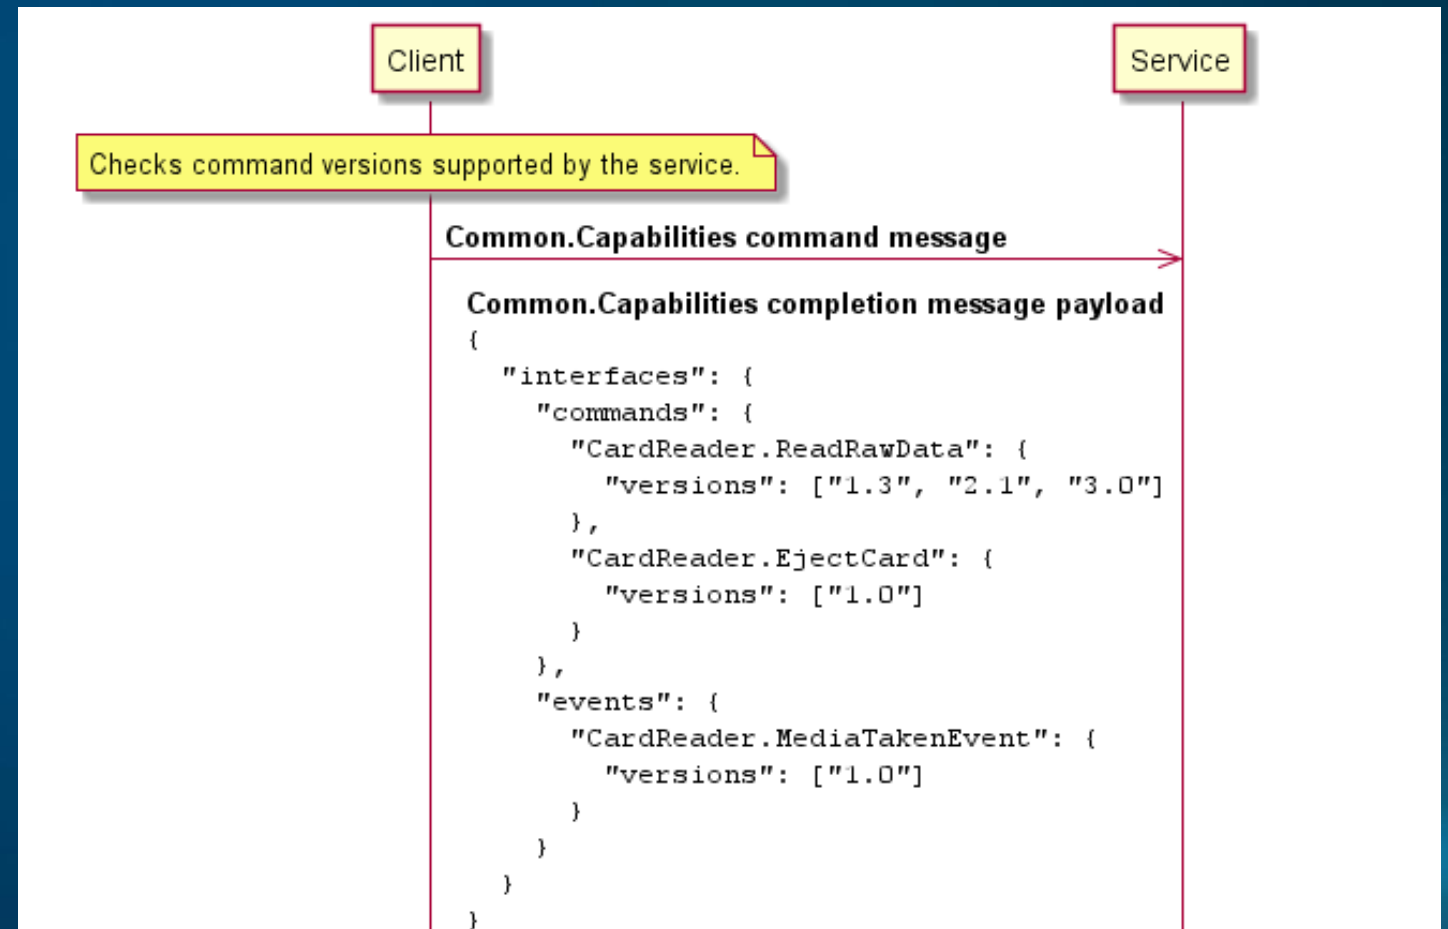 Client
Service
Checks command versions supported by the service.
Common.Capabilities command message
Common.Capabilities completion message payload
{
  "interfaces": {
    "commands": {
      "CardReader.ReadRawData": {
        "versions": ["1.3", "2.1", "3.0"]
      },
      "CardReader.EjectCard": {
        "versions": ["1.0"]
      }
    },
    "events": {
      "CardReader.MediaTakenEvent": {
        "versions": ["1.0"]
      }
    }
  }
}